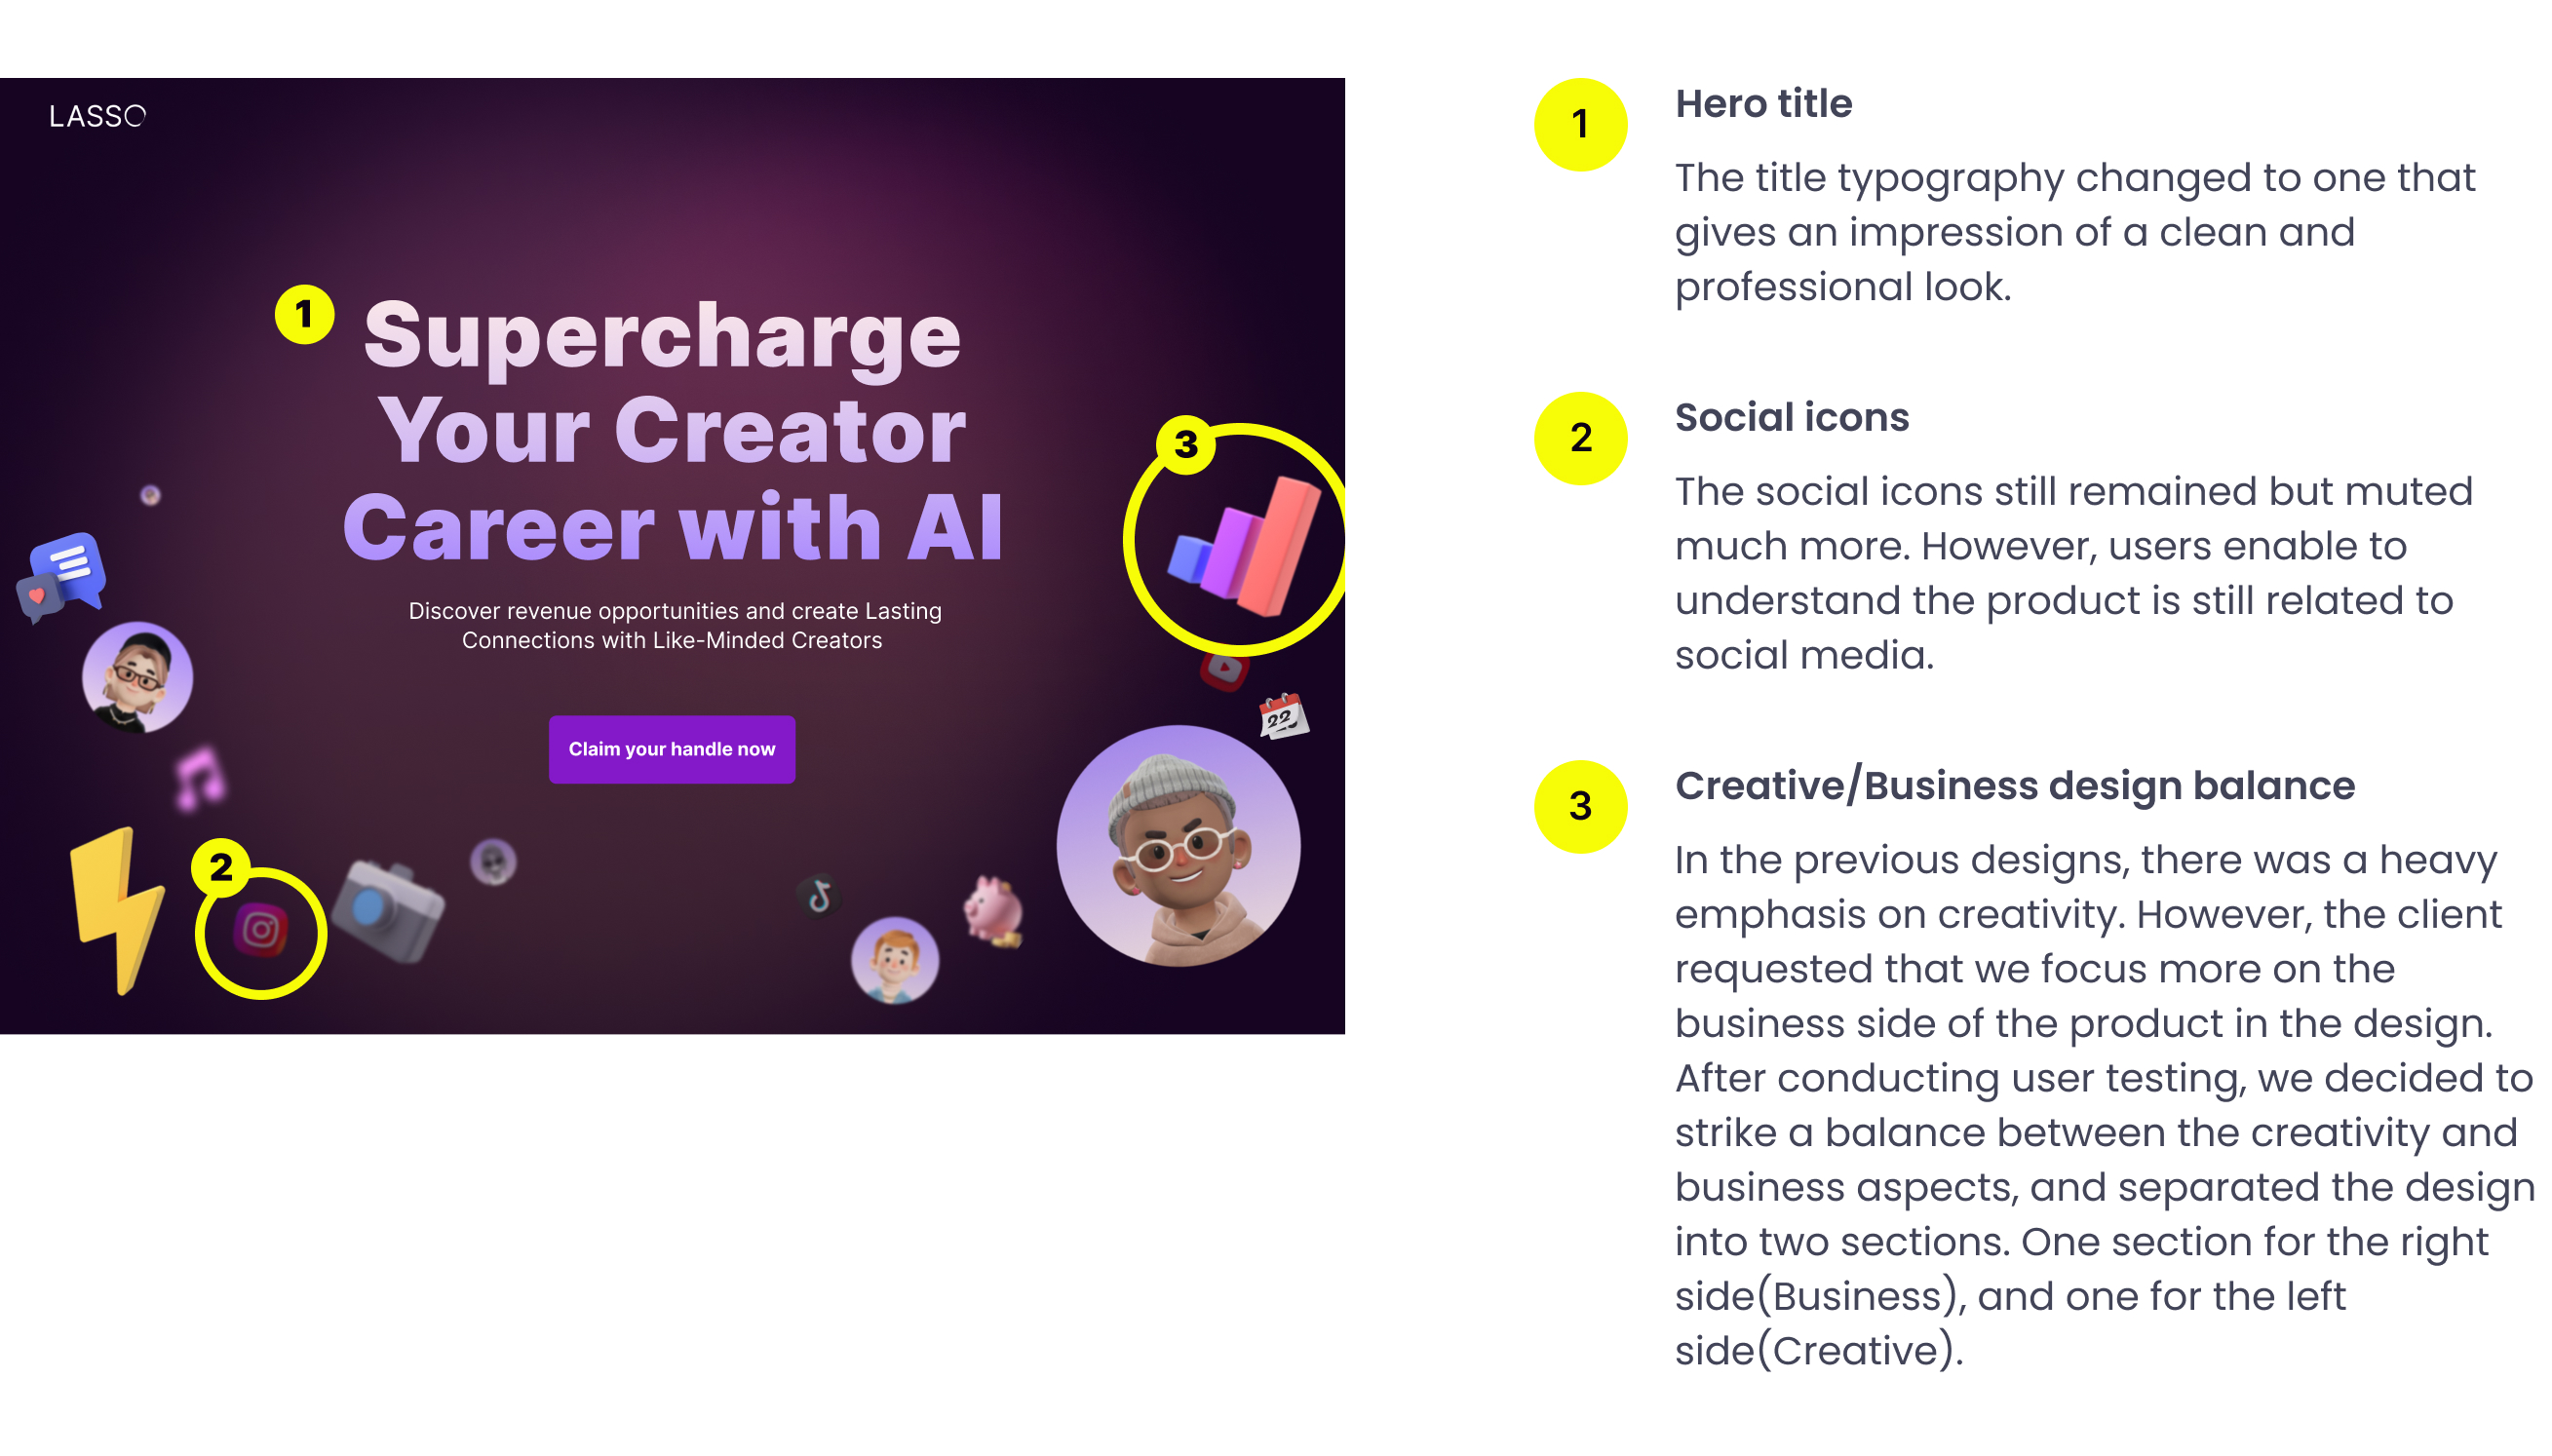 LASSO
1
Supercharge
Your Creator
Career with AI
Discover revenue opportunities and create Lasting
Connections with Like-Minded Creators
Claim your handle now
3
22
2
1
Hero title
The title typography changed to one that
gives an impression of a clean and
professional look.
2
Social icons
The social icons still remained but muted
much more. However, users enable to
understand the product is still related to
social media.
3
Creative/Business design balance
In the previous designs, there was a heavy
emphasis on creativity. However, the client
requested that we focus more on the
business side of the product in the design.
After conducting user testing, we decided to
strike a balance between the creativity and
business aspects, and separated the design
into two sections. One section for the right
side(Business), and one for the left
side(Creative).